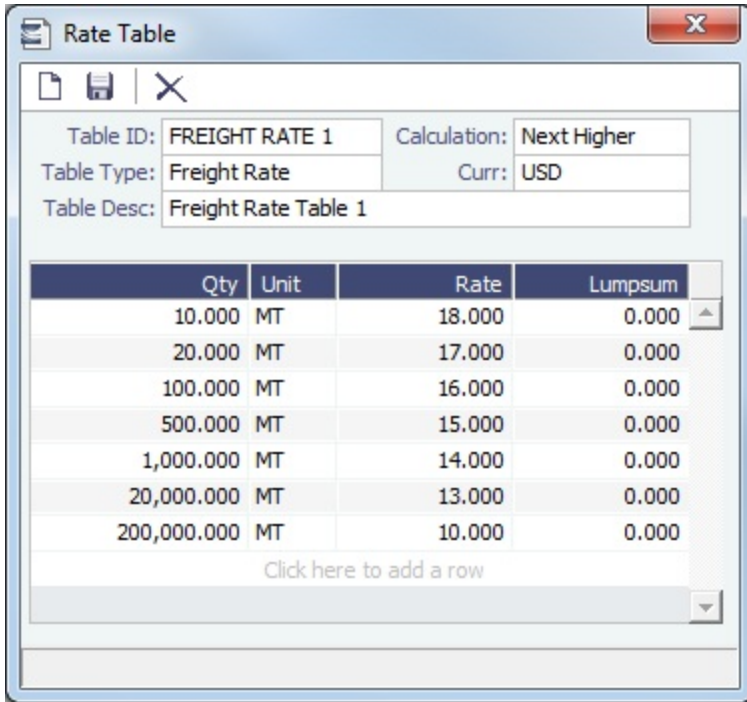 Rate Table
Table ID: FREIGHT RATE 1 Calculation: Next Higher
Table Type: Freight Rate Curr: USD
Table Desc: Freight Rate Table 1
Qty Unit Rate Lumpsum
10.000 MT 18.000 0.000
20.000 MT 17.000 0.000
100.000 MT 16.000 0.000
500.000 MT 15.000 0.000
1,000.000 MT 14.000 0.000
20,000.000 MT 13.000 0.000
200,000.000 MT 10.000 0.000
Click here to add a row